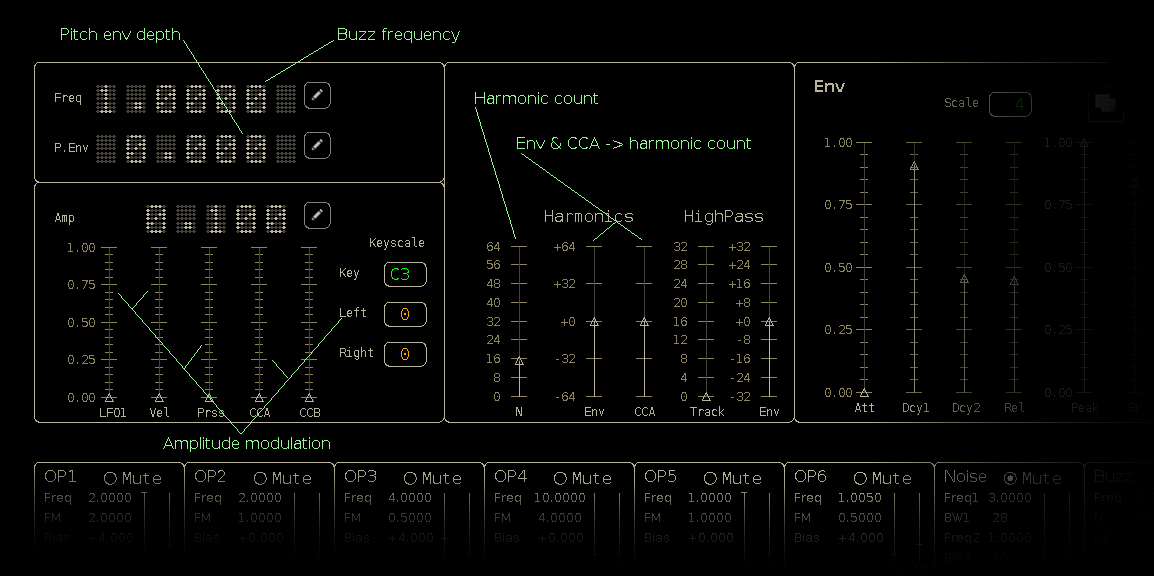 Pitch env depth Buzz frequency
Env
Freq 1.0000
Harmonic count
Scale 4
P.Env 0.000
Env & CCA -> harmonic count
1.00 1.00
Amp 0.100
Harmonics HighPass
0.75 0.75
Keyscale
1.00 64 +64 32 +32
56 28 +24
Key C3
0.50 0.50
0.75 48 +32 24 +16
40 20 +8
Left 0
0.50 32 +0 16 +0
0.25 0.25
24 12 -8
Right 0
0.25 16 -32 8 -16
8 4 -24
0.00 0 -64 0 -32
0.00 0.00
LFO1 Vel Prss CCA CCB N Env CCA Track Env Att Dcy1 Dcy2 Rel Peak
Amplitude modulation
OP1 Mute OP2 Mute OP3 Mute OP4 Mute OP5 Mute OP6 Mute Noise Mute Buzz
Freq 2.0000 Freq 2.0000 Freq 4.0000 Freq 10.0000 Freq 1.0000 Freq 1.0050 Freq1 3.0000 Freq
FM 2.0000 FM 1.0000 FM 0.5000 FM 4.0000 FM 1.0000 FM 0.5000 BW1 28 N
Bias +4.000 Bias +0.000 Bias +4.000 Bias +0.000 Bias +0.000 Bias +4.000 Freq2